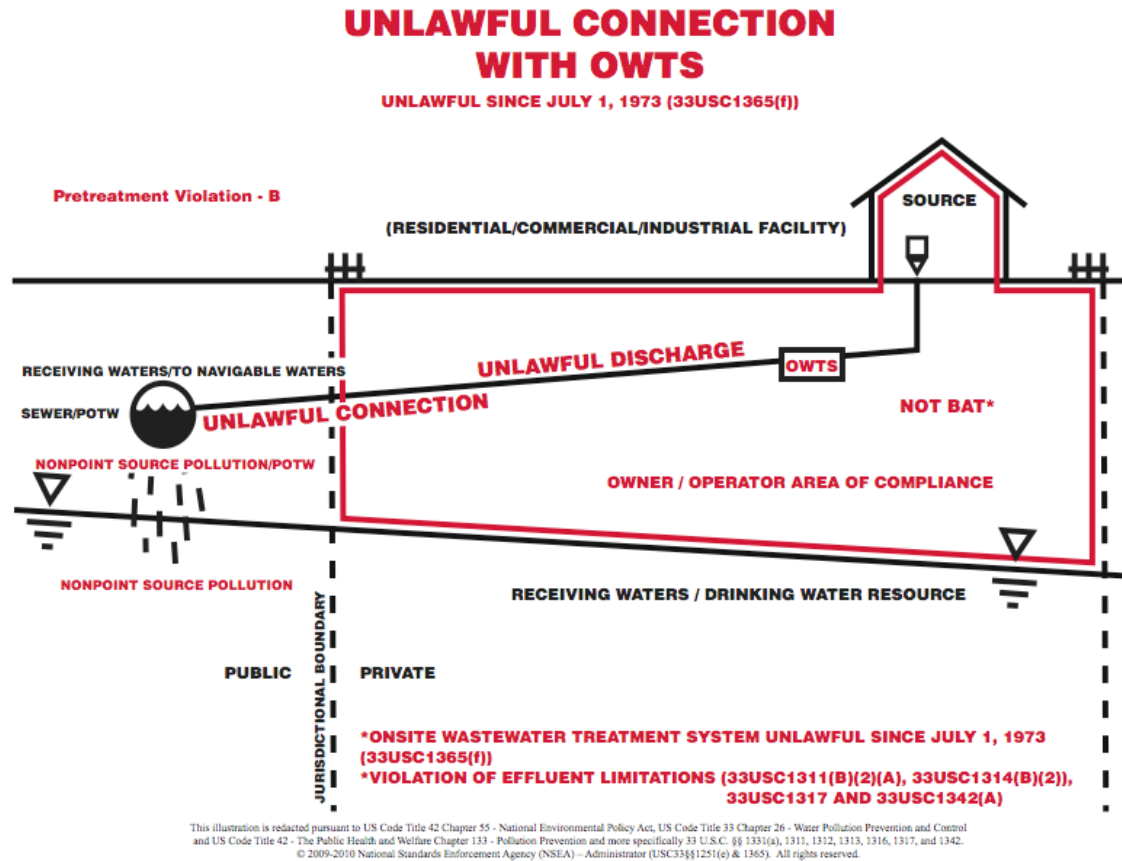 UNLAWFUL CONNECTION
WITH OWTS
UNLAWFUL SINCE JULY 1, 1973 (33USC1365(f))
Pretreatment Violation - B
SOURCE
(RESIDENTIAL/COMMERCIAL/INDUSTRIAL FACILITY)
UNLAWFUL DISCHARGE
OWTS
RECEIVING WATERS/TO NAVIGABLE WATERS
SEWER/POTW
UNLAWFUL CONNECTION
NOT BAT*
NONPOINT SOURCE POLLUTION/POTW
OWNER / OPERATOR AREA OF COMPLIANCE
NONPOINT SOURCE POLLUTION
RECEIVING WATERS / DRINKING WATER RESOURCE
PUBLIC
JURISDICTIONAL BOUNDARY
PRIVATE
*ONSITE WASTEWATER TREATMENT SYSTEM UNLAWFUL SINCE JULY 1, 1973
(33USC1365(f))
*VIOLATION OF EFFLUENT LIMITATIONS (33USC1311(B)(2)(A), 33USC1314(B)(2)),
33USC1317 AND 33USC1342(A)
This illustration is redacted pursuant to US Code Title 42 Chapter 55 - National Environmental Policy Act, US Code Title 33 Chapter 26 - Water Pollution Prevention and Control
and US Code Title 42 - The Public Health and Welfare Chapter 133 - Pollution Prevention and more specifically 33 U.S.C. §§ 1331(a), 1311, 1312, 1313, 1316, 1317, and 1342.
© 2009-2010 National Standards Enforcement Agency (NSEA) – Administrator (USC33§§1251(e) & 1365). All rights reserved.